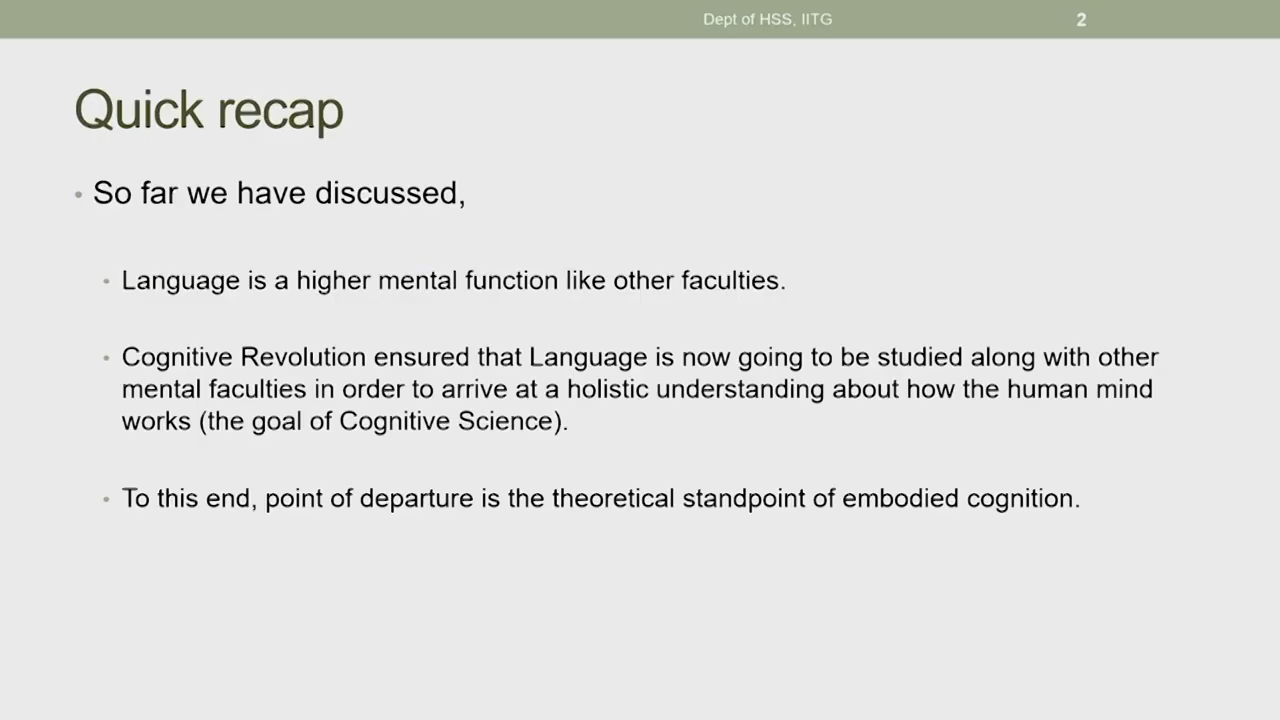 Dept of HSS, IITG 2
Quick recap
• So far we have discussed,
• Language is a higher mental function like other faculties.
• Cognitive Revolution ensured that Language is now going to be studied along with other
mental faculties in order to arrive at a holistic understanding about how the human mind
works (the goal of Cognitive Science).
• To this end, point of departure is the theoretical standpoint of embodied cognition.